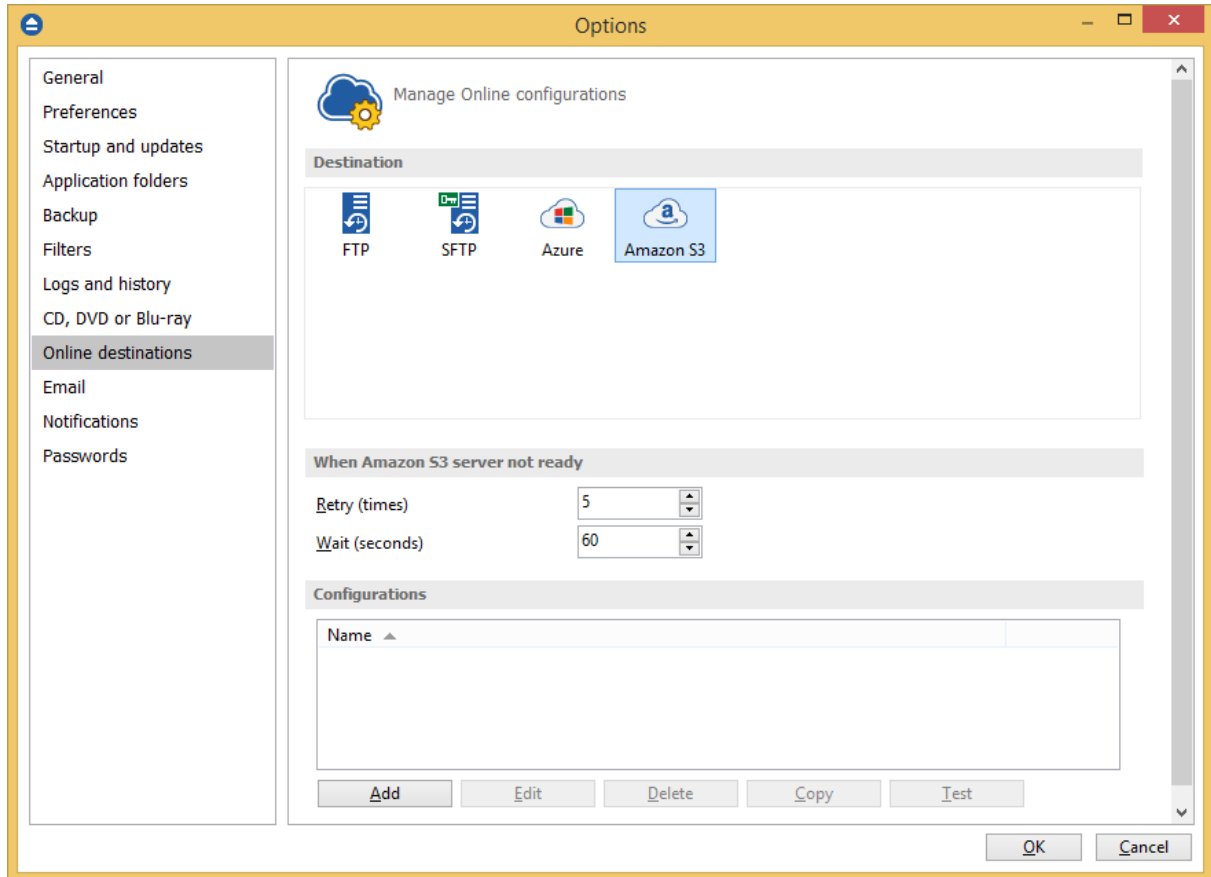 Options
General
Preferences
Startup and updates
Application folders
Backup
Filters
Logs and history
CD, DVD or Blu-ray
Online destinations
Email
Notifications
Passwords
Manage Online configurations
Destination
FTP SFTP Azure Amazon S3
When Amazon S3 server not ready
Retry (times) 5
Wait (seconds) 60
Configurations
Name
Add Edit Delete Copy Test
OK Cancel